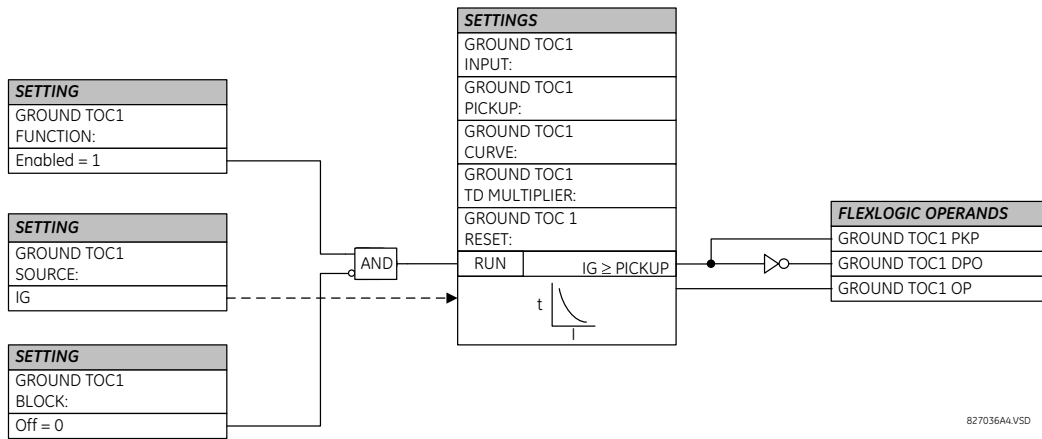 SETTING
GROUND TOC1
FUNCTION:
Enabled = 1
SETTING
GROUND TOC1
SOURCE:
IG
SETTING
GROUND TOC1
BLOCK:
Off = 0
AND
SETTINGS
GROUND TOC1
INPUT:
GROUND TOC1
PICKUP:
GROUND TOC1
CURVE:
GROUND TOC1
TD MULTIPLIER:
GROUND TOC 1
RESET:
RUN
IG ≥ PICKUP
t
I
FLEXLOGIC OPERANDS
GROUND TOC1 PKP
GROUND TOC1 DPO
GROUND TOC1 OP
827036A4.VSD